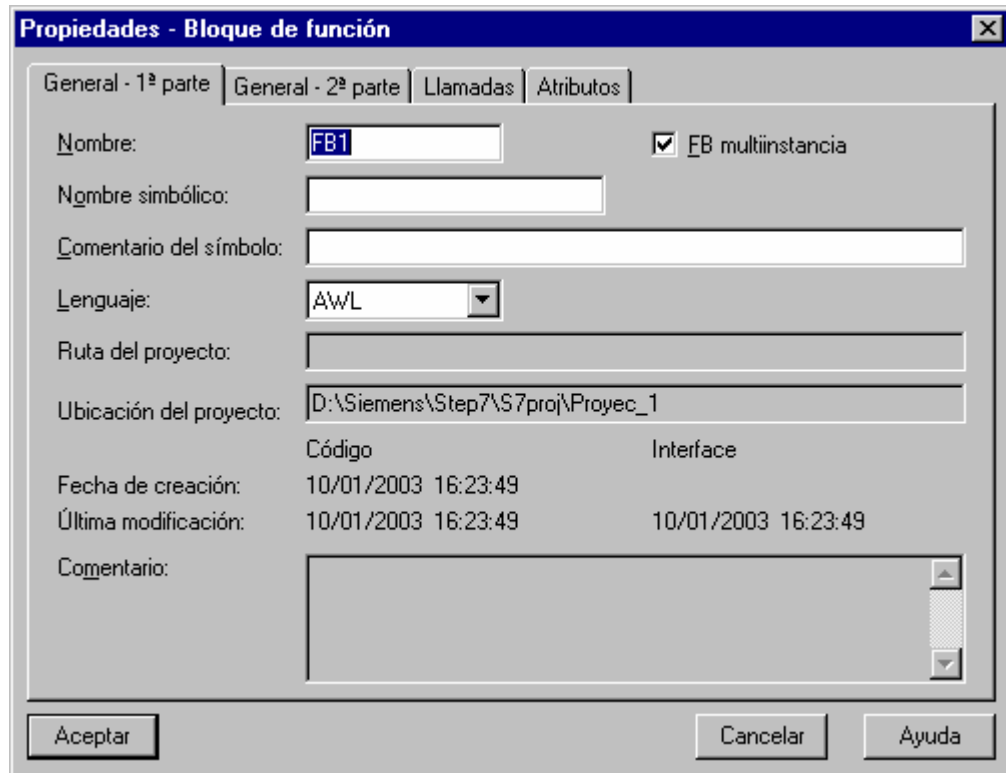 Propiedades - Bloque de función
General - 1ª parte General - 2ª parte Llamadas Atributos
Nombre: FB1 FB multiinstancia
Nombre simbólico:
Comentario del símbolo:
Lenguaje: AWL
Ruta del proyecto:
Ubicación del proyecto: D:\Siemens\Step7\S7proj\Proyec_1
Código Interface
Fecha de creación: 10/01/2003 16:23:49
Última modificación: 10/01/2003 16:23:49 10/01/2003 16:23:49
Comentario:
Aceptar Cancelar Ayuda